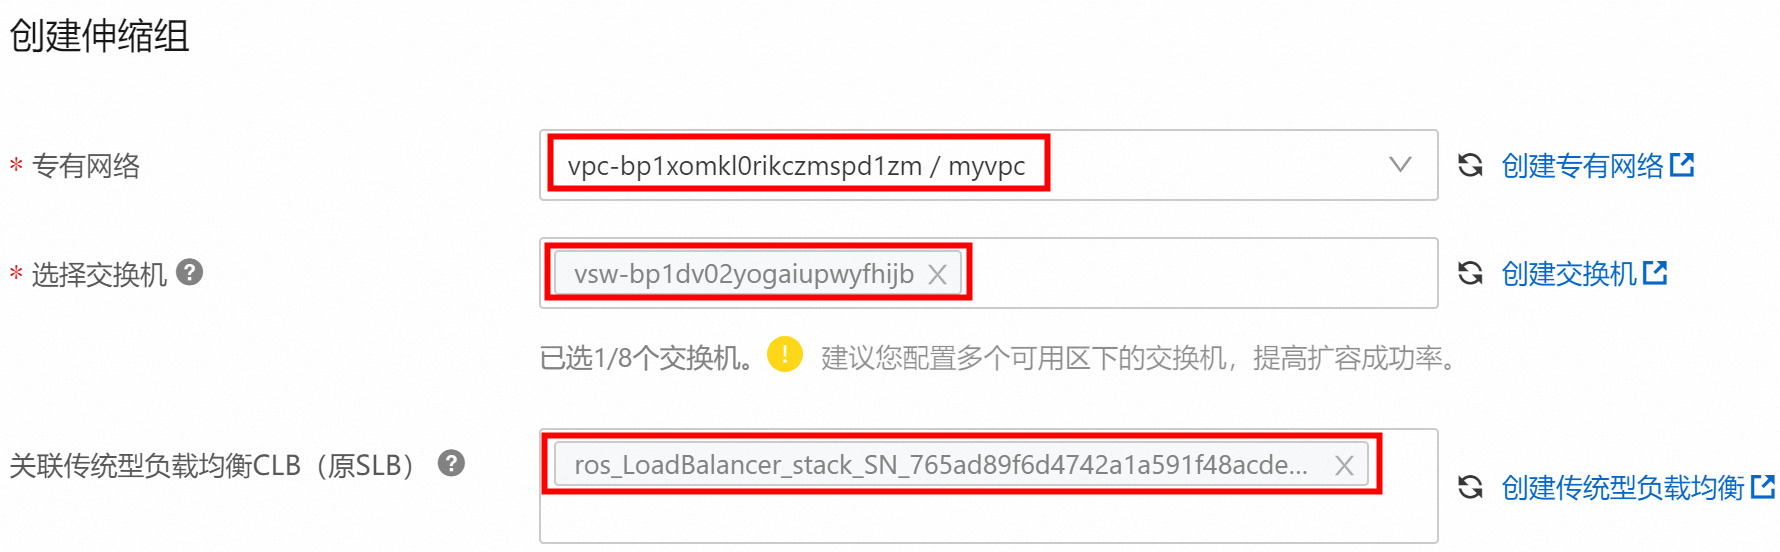 创建伸缩组
* 专有网络
vpc-bp1xomkl0rikczmspd1zm / myvpc
创建专有网络
* 选择交换机
vsw-bp1dv02yogaiupwyfhijb
创建交换机
已选1/8个交换机。 建议您配置多个可用区下的交换机，提高扩容成功率。
关联传统型负载均衡CLB（原SLB）
ros_LoadBalancer_stack_SN_765ad89f6d4742a1a591f48acde...
创建传统型负载均衡